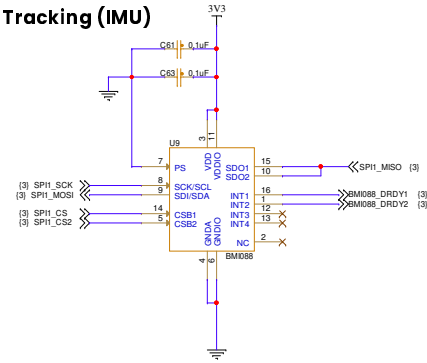 Tracking (IMU)
3V3
C61 0,1uF
C63 0,1uF
3 11
U9
VDD VDDIO
7 PS SDO1 15 SPI1_MISO {3}
SDO2 10
{3} SPI1_SCK 8 SCK/SCL
{3} SPI1_MOSI 9 SDI/SDA INT1 16 BMI088_DRDY1 {3}
INT2 1 BMI088_DRDY2 {3}
{3} SPI1_CS 14 CSB1 INT3 12
{3} SPI1_CS2 5 CSB2 INT4 13
GNDA GNDIO NC 2
4 6 BMI088